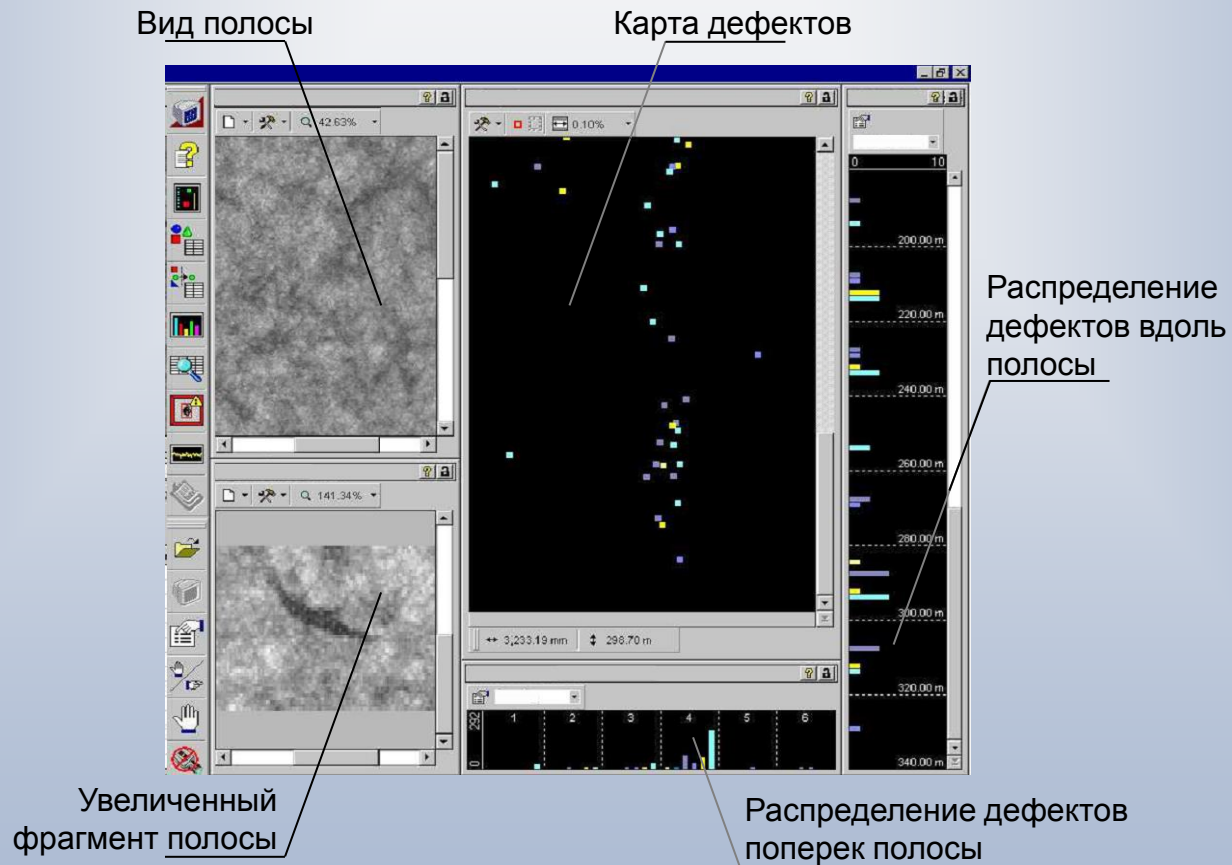 Вид полосы
Карта дефектов
42.63%
0.10%
0 10
200.00 m
220.00 m
240.00 m
260.00 m
280.00 m
300.00 m
320.00 m
340.00 m
Распределение
дефектов вдоль
полосы
141.34%
3,233.19 mm 298.70 m
292 1 2 3 4 5 6
0
Увеличенный
фрагмент полосы
Распределение дефектов
поперек полосы